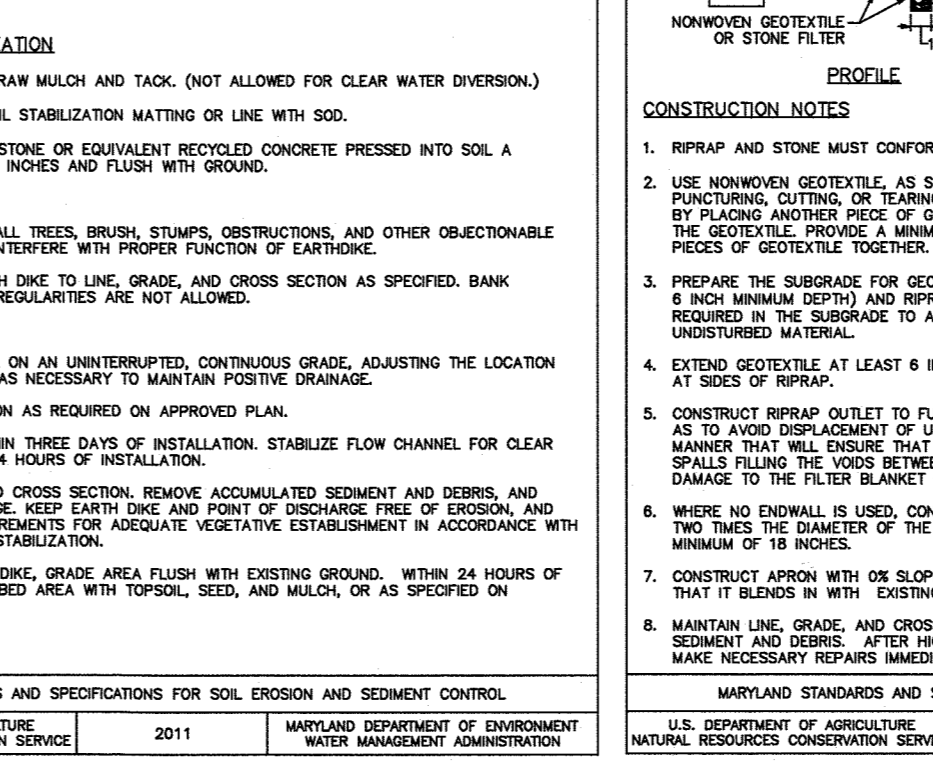 RAW MULCH AND TACK. (NOT ALLOWED FOR CLEAR WATER DIVERSION.)
STABILIZATION MATTING OR LINE WITH SOD.
STONE OR EQUIVALENT RECYCLED CONCRETE PRESSED INTO SOIL A
INCHES AND FLUSH WITH GROUND.
ALL TREES, BRUSH, STUMPS, OBSTRUCTIONS, AND OTHER OBJECTIONABLE
NTERFERE WITH PROPER FUNCTION OF EARTHDIKE.
H DIKE TO LINE, GRADE, AND CROSS SECTION AS SPECIFIED. BANK
REGULARITIES ARE NOT ALLOWED.
ON AN UNINTERRUPTED, CONTINUOUS GRADE, ADJUSTING THE LOCATION
AS NECESSARY TO MAINTAIN POSITIVE DRAINAGE.
ON AS REQUIRED ON APPROVED PLAN.
IN THREE DAYS OF INSTALLATION. STABILIZE FLOW CHANNEL FOR CLEAR
4 HOURS OF INSTALLATION.
CROSS SECTION. REMOVE ACCUMULATED SEDIMENT AND DEBRIS, AND
GE. KEEP EARTH DIKE AND POINT OF DISCHARGE FREE OF EROSION, AND
REMENTS FOR ADEQUATE VEGETATIVE ESTABLISHMENT IN ACCORDANCE WITH
STABILIZATION.
DIKE, GRADE AREA FLUSH WITH EXISTING GROUND. WITHIN 24 HOURS OF
BED AREA WITH TOPSOIL, SEED, AND MULCH, OR AS SPECIFIED ON
S AND SPECIFICATIONS FOR SOIL EROSION AND SEDIMENT CONTROL
TURE
N SERVICE
2011
MARYLAND DEPARTMENT OF ENVIRONMENT
WATER MANAGEMENT ADMINISTRATION
NONWOVEN GEOTEXTILE
OR STONE FILTER
PROFILE
CONSTRUCTION NOTES
1. RIPRAP AND STONE MUST CONFOR
2. USE NONWOVEN GEOTEXTILE, AS S
PUNCTURING, CUTTING, OR TEARING
BY PLACING ANOTHER PIECE OF G
THE GEOTEXTILE. PROVIDE A MINIM
PIECES OF GEOTEXTILE TOGETHER.
3. PREPARE THE SUBGRADE FOR GEO
6 INCH MINIMUM DEPTH) AND RIPR
REQUIRED IN THE SUBGRADE TO A
UNDISTURBED MATERIAL.
4. EXTEND GEOTEXTILE AT LEAST 6 I
AT SIDES OF RIPRAP.
5. CONSTRUCT RIPRAP OUTLET TO FU
AS TO AVOID DISPLACEMENT OF U
MANNER THAT WILL ENSURE THAT
SPALLS FILLING THE VOIDS BETWEE
DAMAGE TO THE FILTER BLANKET
6. WHERE NO ENDWALL IS USED, CON
TWO TIMES THE DIAMETER OF THE
MINIMUM OF 18 INCHES.
7. CONSTRUCT APRON WITH 0% SLOP
THAT IT BLENDS IN WITH EXISTING
8. MAINTAIN LINE, GRADE, AND CROS
SEDIMENT AND DEBRIS. AFTER HI
MAKE NECESSARY REPAIRS IMMEDI
MARYLAND STANDARDS AND S
U.S. DEPARTMENT OF AGRICULTURE
NATURAL RESOURCES CONSERVATION SERVI